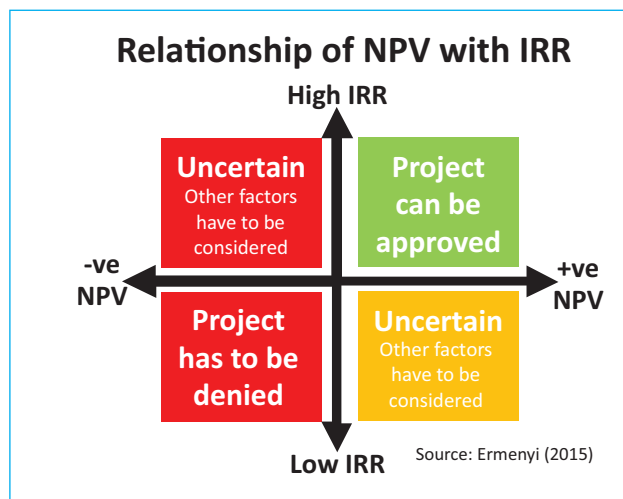 Relationship of NPV with IRR
High IRR
Uncertain
Other factors
have to be
considered
Project
can be
approved
-ve
NPV
+ve
NPV
Project
has to be
denied
Uncertain
Other factors
have to be
considered
Low IRR
Source: Ermenyi (2015)